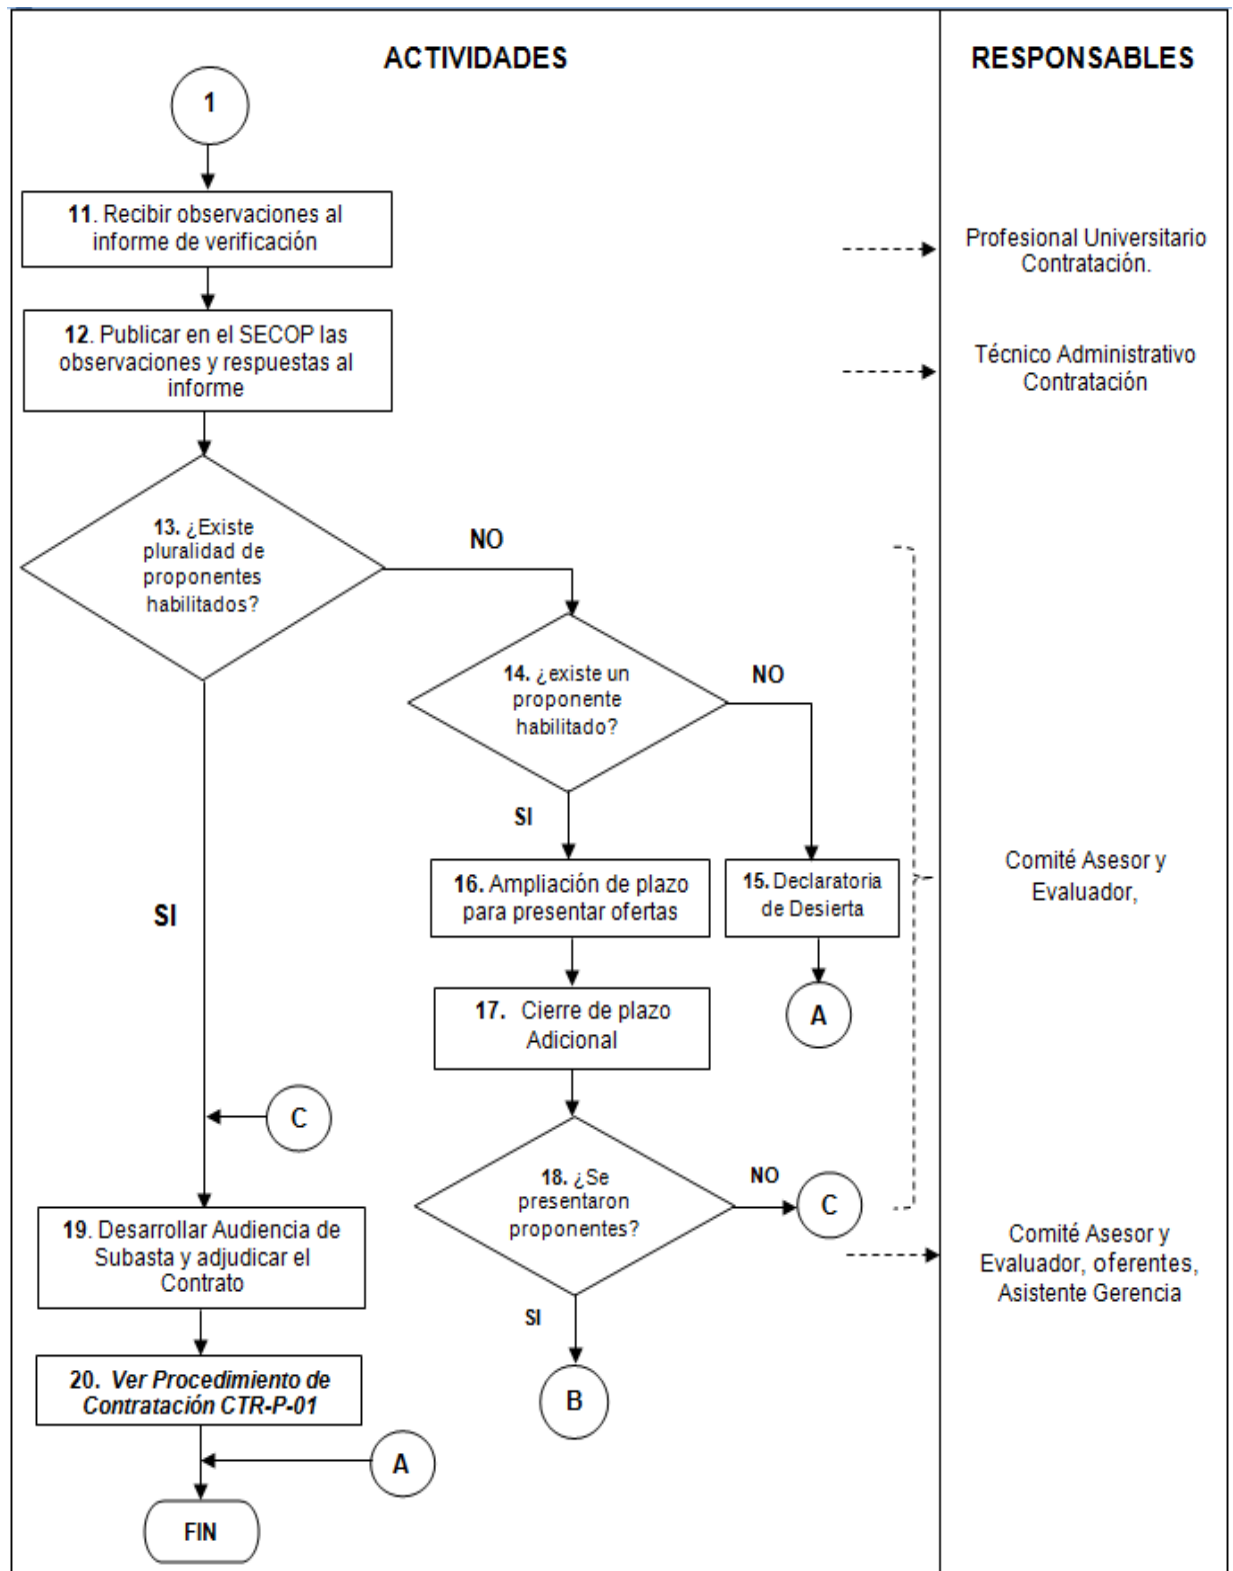 ACTIVIDADES
RESPONSABLES
1
11. Recibir observaciones al
informe de verificación
Profesional Universitario
Contratación.
12. Publicar en el SECOP las
observaciones y respuestas al
informe
Técnico Administrativo
Contratación
13. ¿Existe
pluralidad de
proponentes
habilitados?
NO
14. ¿existe un
proponente
habilitado?
NO
SI
SI
16. Ampliación de plazo
para presentar ofertas
15. Declaratoria
de Desierta
Comité Asesor y
Evaluador,
17. Cierre de plazo
Adicional
A
C
18. ¿Se
presentaron
proponentes?
NO
C
19. Desarrollar Audiencia de
Subasta y adjudicar el
Contrato
Comité Asesor y
Evaluador, oferentes,
Asistente Gerencia
SI
20. Ver Procedimiento de
Contratación CTR-P-01
B
A
FIN